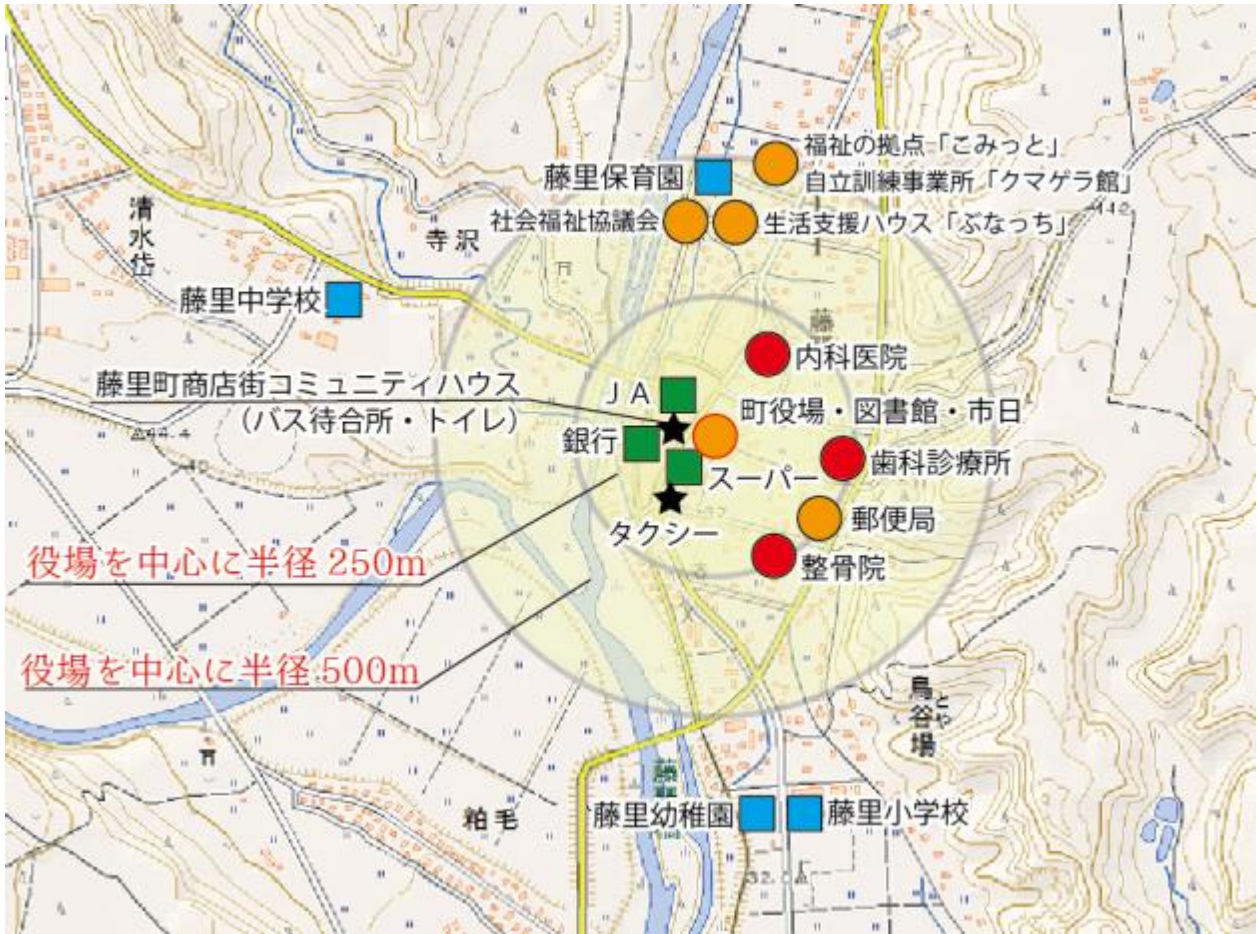 福祉の拠点「こみっと」
自立訓練事業所「クマゲラ館」
藤里保育園
社会福祉協議会
生活支援ハウス「ぶなっち」
清水岱
寺沢
藤里中学校
藤
内科医院
藤里町商店街コミュニティハウス
(バス待合所・トイレ)
JA
町役場・図書館・市日
銀行
歯科診療所
スーパー
郵便局
タクシー
整骨院
役場を中心に半径 250m
役場を中心に半径 500m
鳥谷場
とや
粕毛
藤里幼稚園
藤里小学校